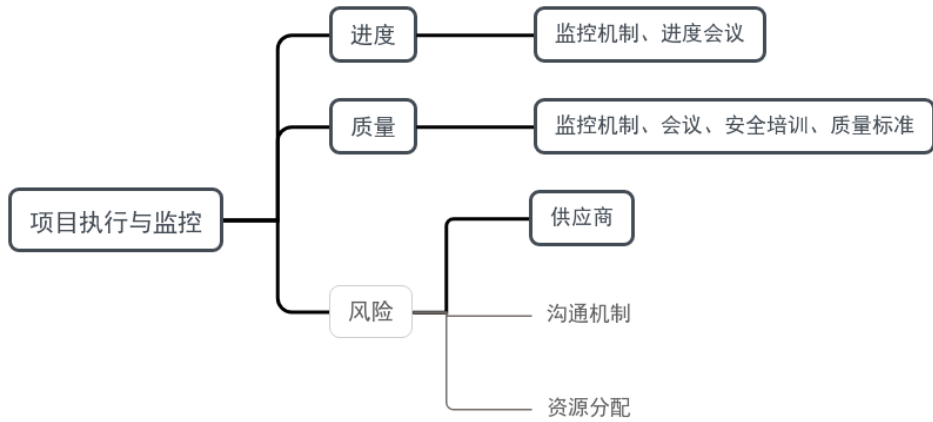 进度
监控机制、进度会议
质量
监控机制、会议、安全培训、质量标准
项目执行与监控
供应商
风险
沟通机制
资源分配